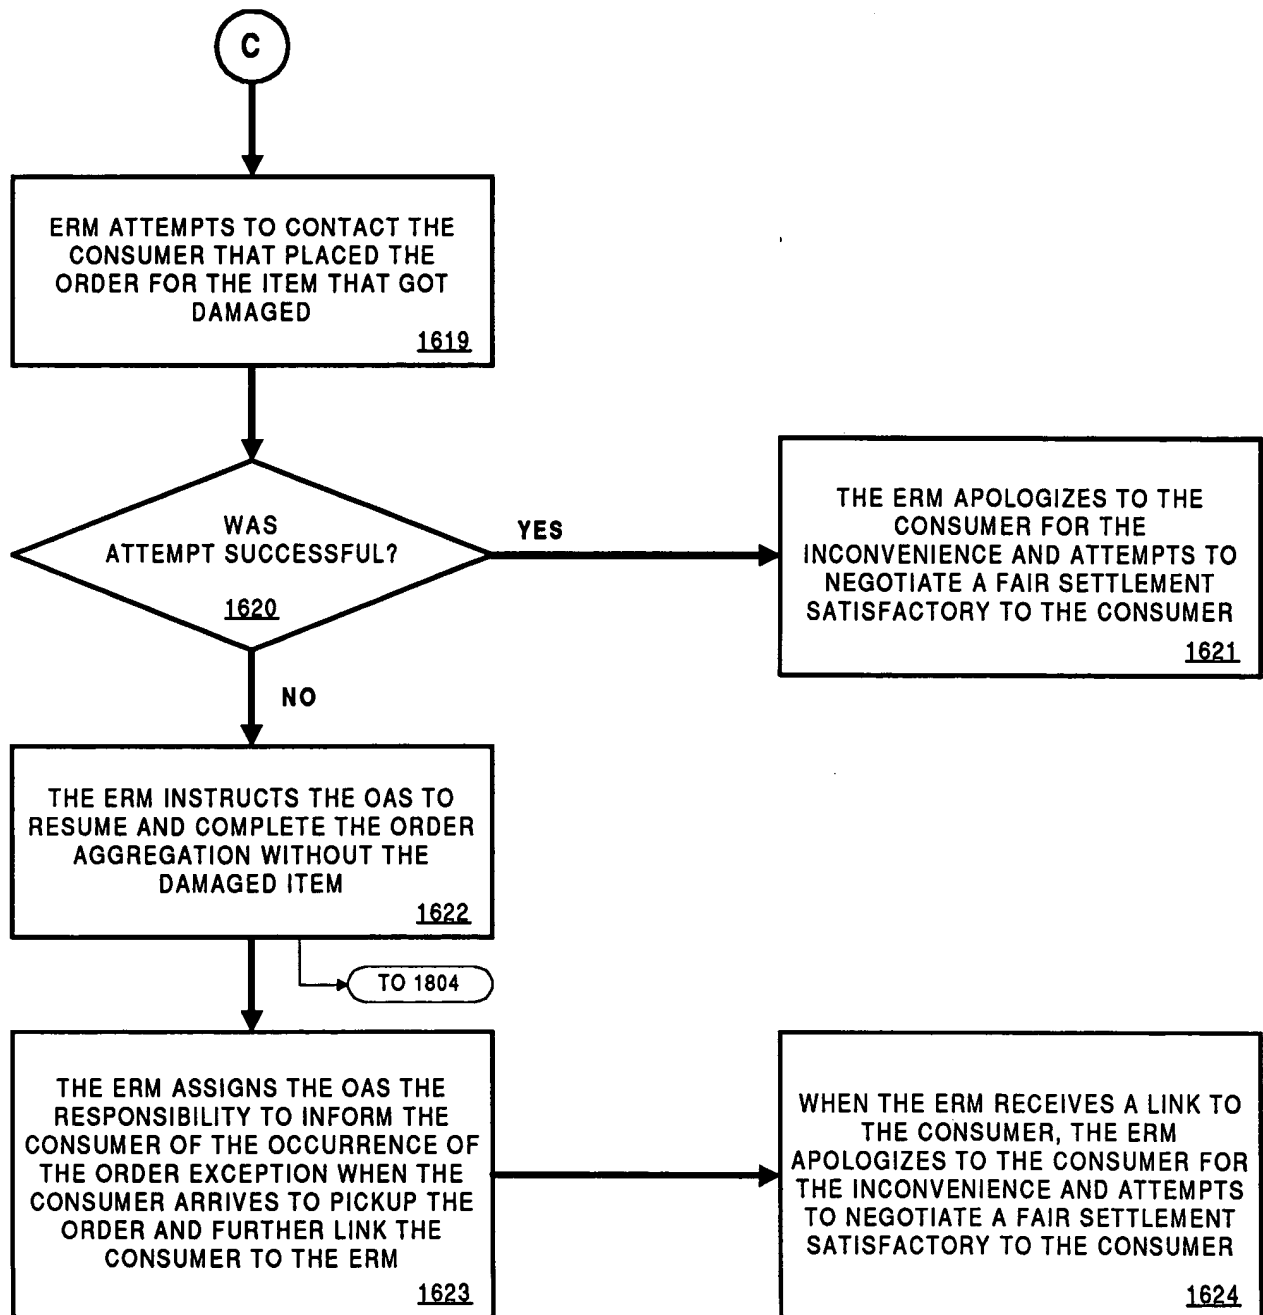 C
ERM ATTEMPTS TO CONTACT THE
CONSUMER THAT PLACED THE
ORDER FOR THE ITEM THAT GOT
DAMAGED
1619
WAS
ATTEMPT SUCCESSFUL?
1620
YES
THE ERM APOLOGIZES TO THE
CONSUMER FOR THE
INCONVENIENCE AND ATTEMPTS TO
NEGOTIATE A FAIR SETTLEMENT
SATISFACTORY TO THE CONSUMER
1621
NO
THE ERM INSTRUCTS THE OAS TO
RESUME AND COMPLETE THE ORDER
AGGREGATION WITHOUT THE
DAMAGED ITEM
1622
TO 1804
THE ERM ASSIGNS THE OAS THE
RESPONSIBILITY TO INFORM THE
CONSUMER OF THE OCCURRENCE OF
THE ORDER EXCEPTION WHEN THE
CONSUMER ARRIVES TO PICKUP THE
ORDER AND FURTHER LINK THE
CONSUMER TO THE ERM
1623
WHEN THE ERM RECEIVES A LINK TO
THE CONSUMER, THE ERM
APOLOGIZES TO THE CONSUMER FOR
THE INCONVENIENCE AND ATTEMPTS
TO NEGOTIATE A FAIR SETTLEMENT
SATISFACTORY TO THE CONSUMER
1624